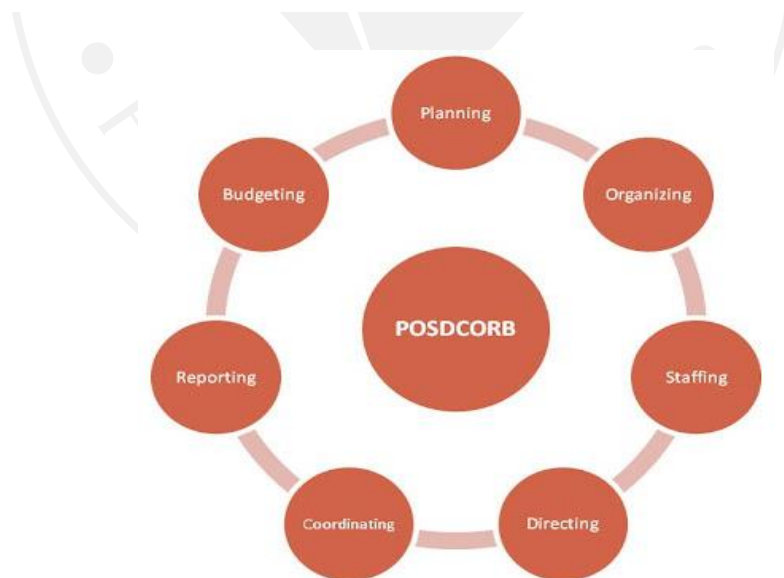 Planning
Organizing
Staffing
Directing
Coordinating
Reporting
Budgeting
POSDCORB